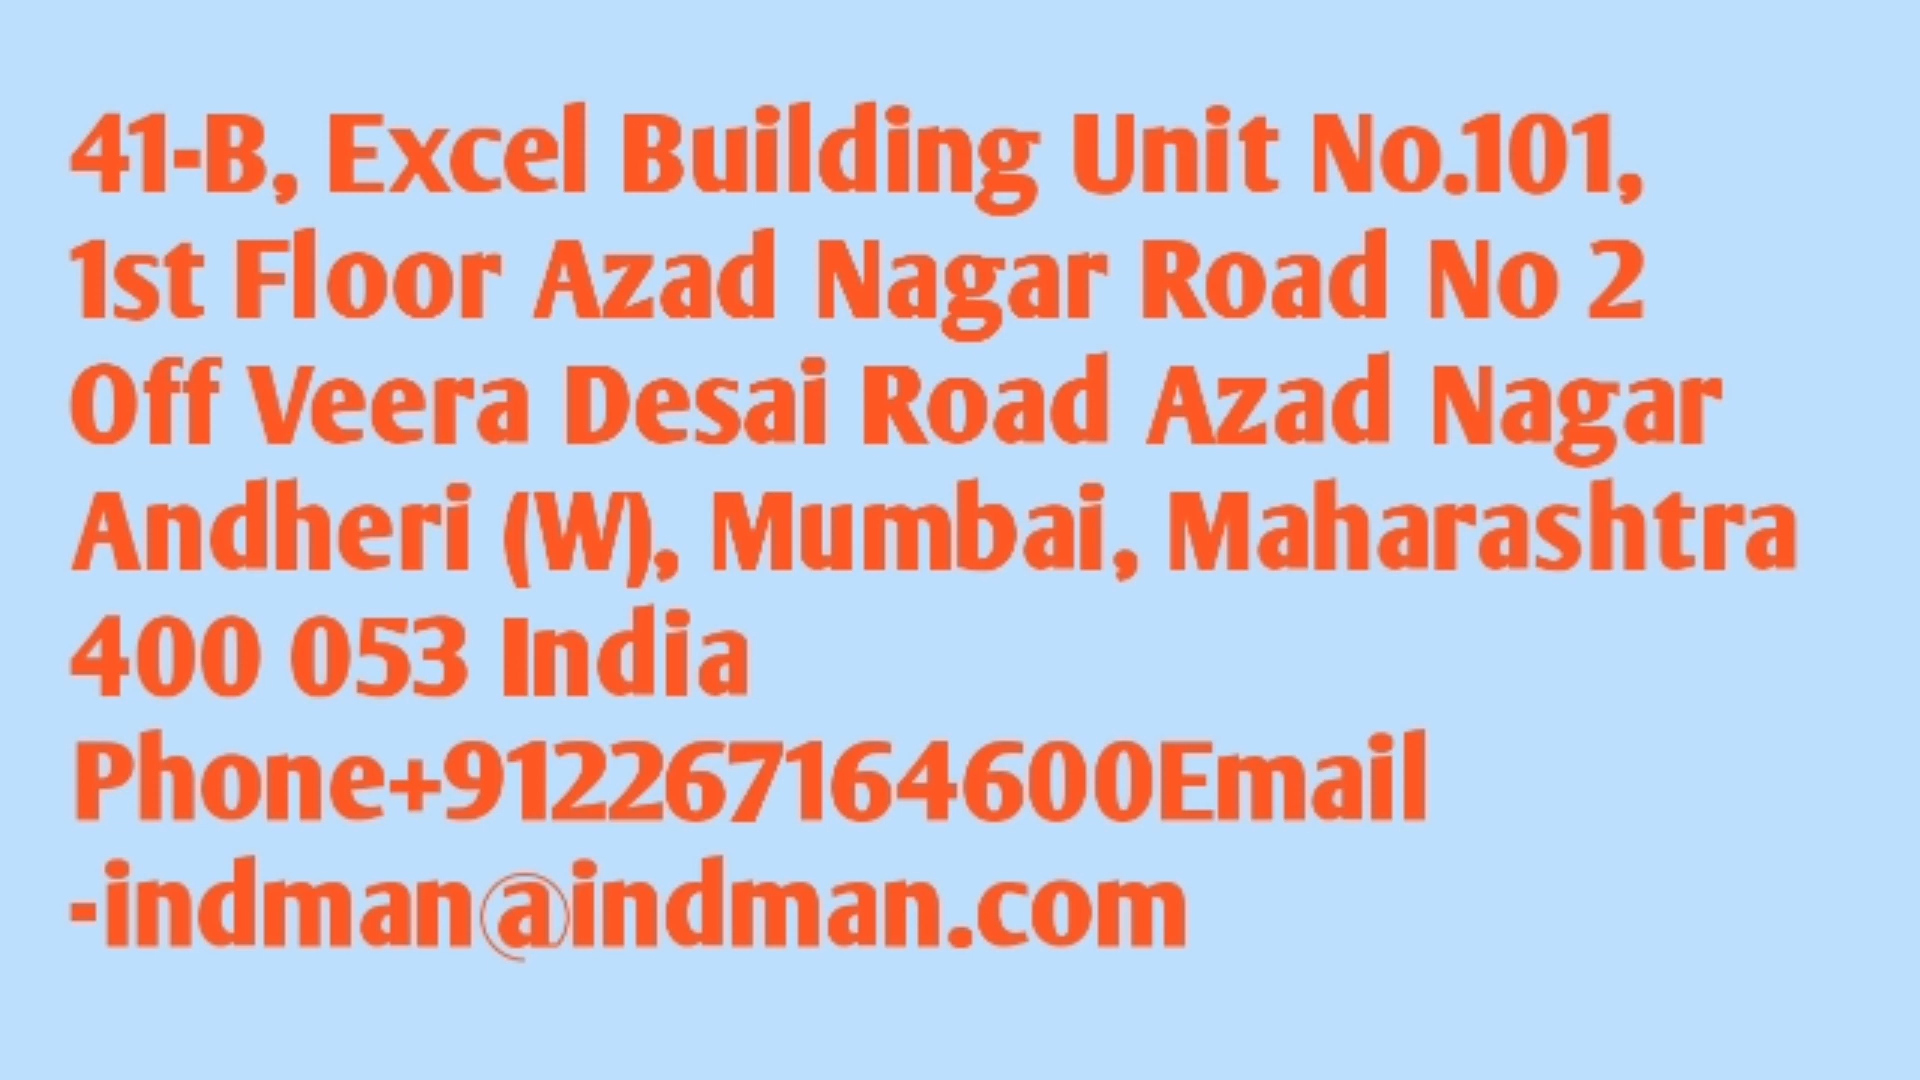 41-B, Excel Building Unit No.101,
1st Floor Azad Nagar Road No 2
Off Veera Desai Road Azad Nagar
Andheri (W), Mumbai, Maharashtra
400 053 India
Phone+912267164600Email
-indman@indman.com